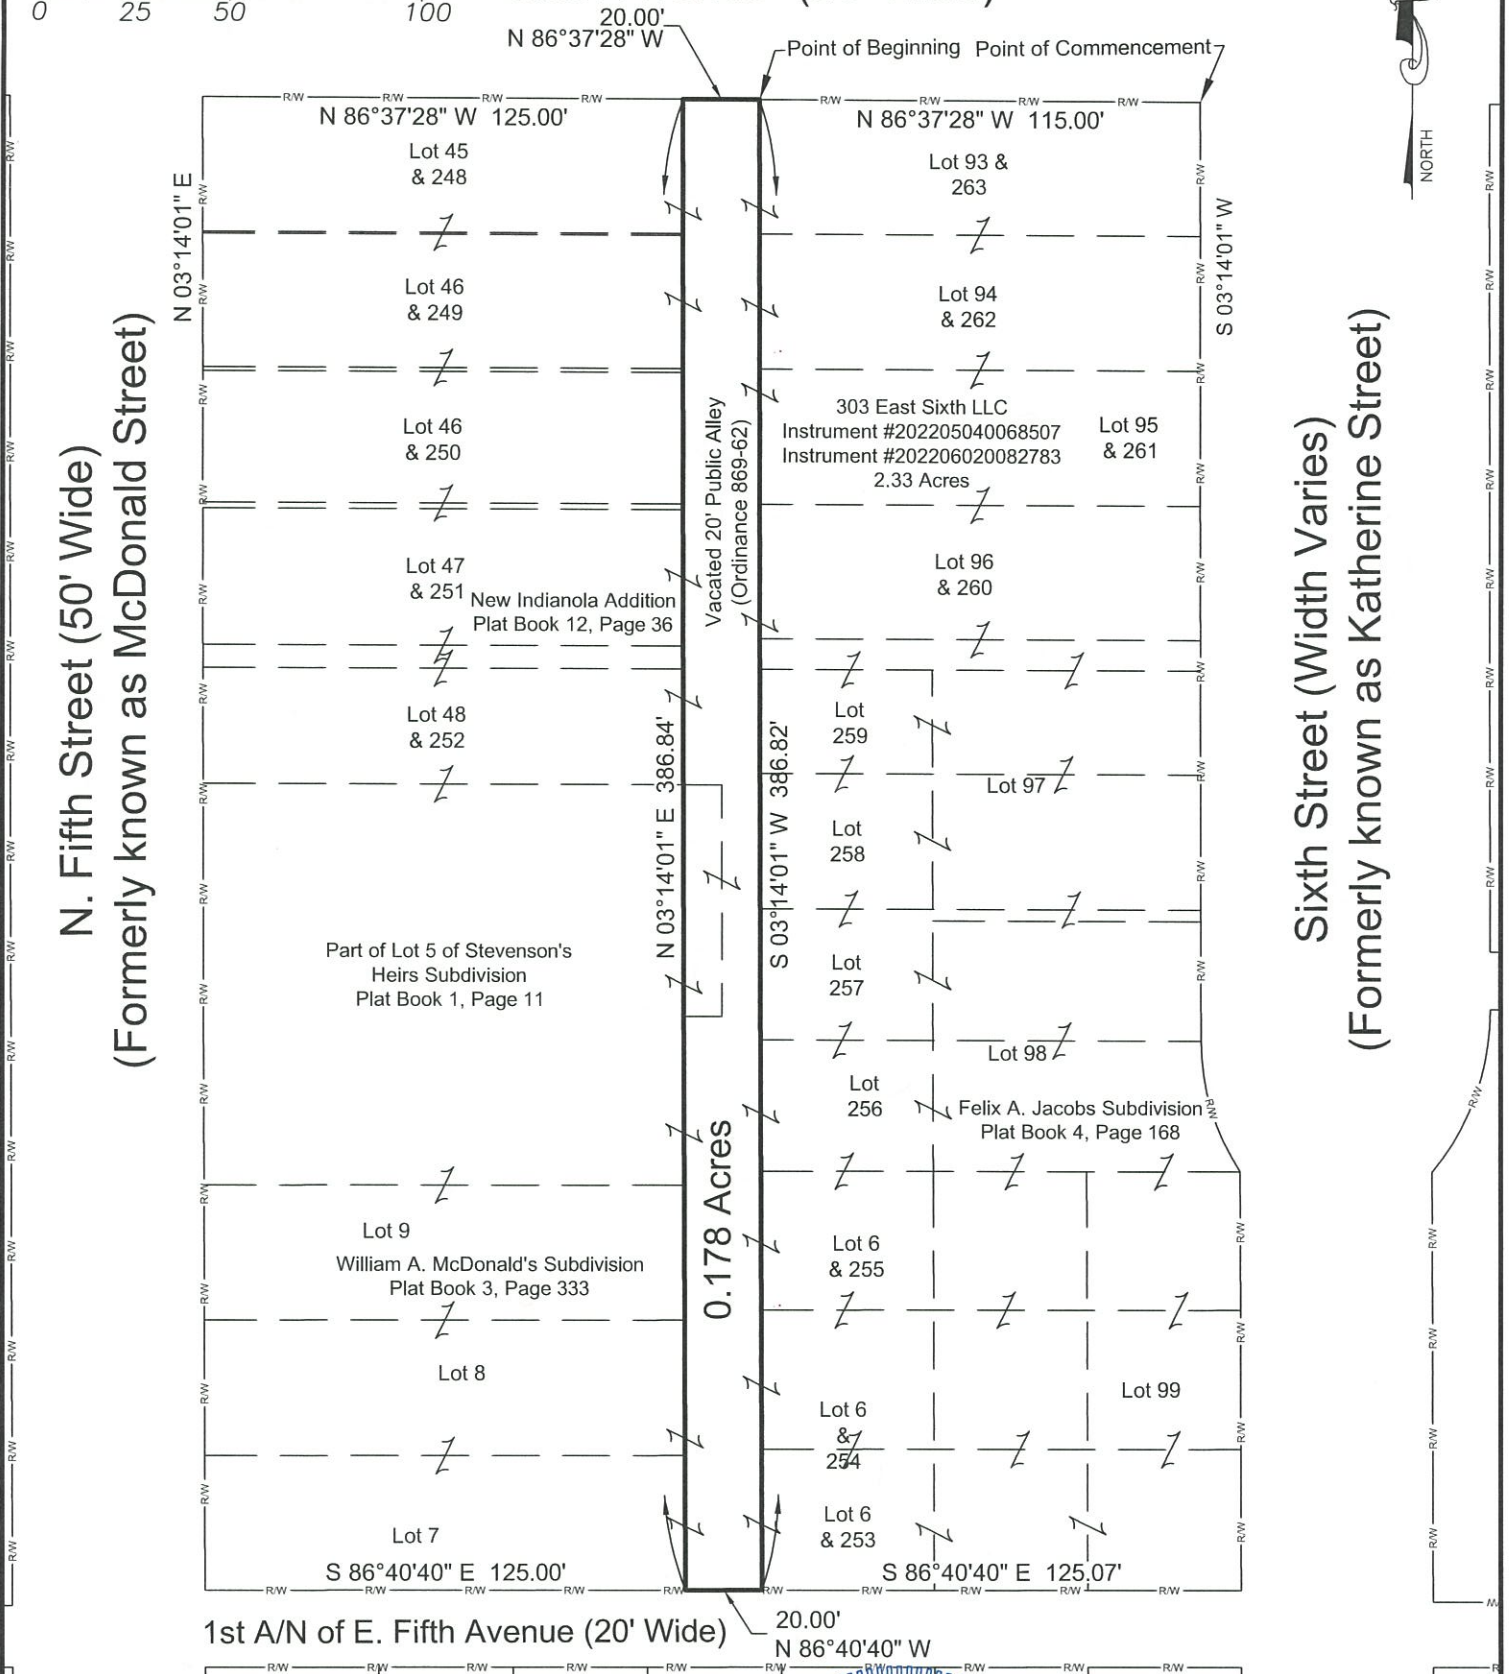 0 25 50 100
20.00'
N 86°37'28" W
Point of Beginning
Point of Commencement
NORTH
N 86°37'28" W 125.00'
N 86°37'28" W 115.00'
Lot 45
& 248
Lot 93 &
263
N 03°14'01" E
S 03°14'01" W
Lot 46
& 249
Lot 94
& 262
N. Fifth Street (50' Wide)
(Formerly known as McDonald Street)
Sixth Street (Width Varies)
(Formerly known as Katherine Street)
Lot 46
& 250
Vacated 20' Public Alley
(Ordinance 869-62)
303 East Sixth LLC
Instrument #202205040068507
Instrument #202206020082783
2.33 Acres
Lot 95
& 261
Lot 47
& 251
New Indianola Addition
Plat Book 12, Page 36
Lot 96
& 260
Lot 48
& 252
N 03°14'01" E 386.84'
S 03°14'01" W 386.82'
Lot
259
Lot 97
Lot
258
Part of Lot 5 of Stevenson's
Heirs Subdivision
Plat Book 1, Page 11
Lot
257
Lot 98
Lot
256
Felix A. Jacobs Subdivision
Plat Book 4, Page 168
0.178 Acres
Lot 9
William A. McDonald's Subdivision
Plat Book 3, Page 333
Lot 6
& 255
Lot 8
Lot 99
Lot 6
&
254
Lot 7
Lot 6
& 253
S 86°40'40" E 125.00'
S 86°40'40" E 125.07'
1st A/N of E. Fifth Avenue (20' Wide)
20.00'
N 86°40'40" W
R/W